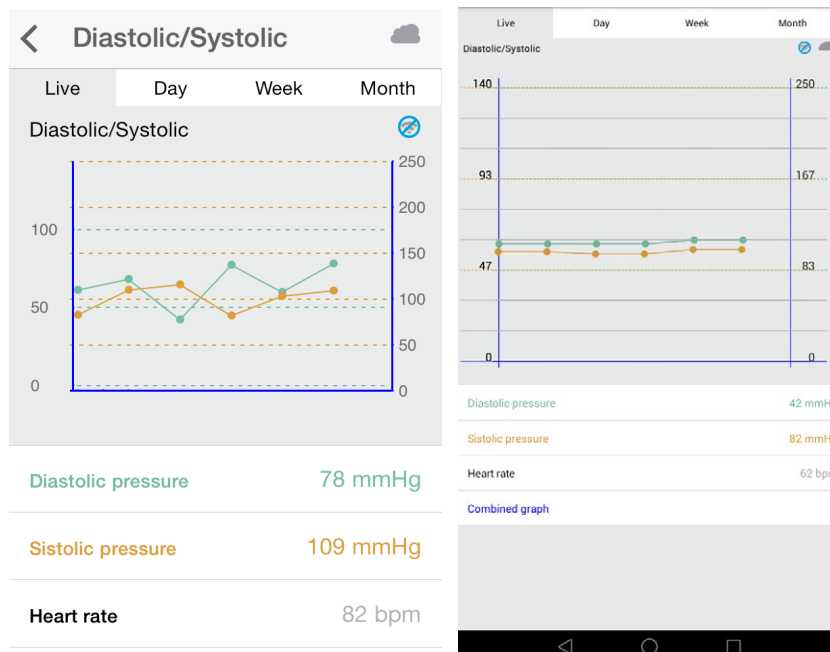 Diastolic/Systolic
Live Day Week Month
Diastolic/Systolic
250
200
100
150
50
100
50
0
0
Diastolic pressure 78 mmHg
Sistolic pressure 109 mmHg
Heart rate 82 bpm
Live Day Week Month
Diastolic/Systolic
140 250
93 167
47 83
0 0
Diastolic pressure 42 mmH
Sistolic pressure 82 mmH
Heart rate 62 bp
Combined graph